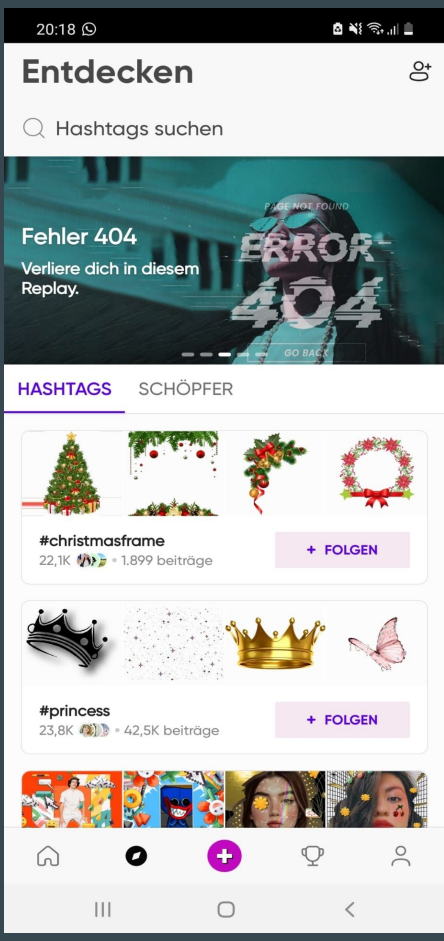 20:18
Entdecken
Hashtags suchen
PAGE NOT FOUND
Fehler 404
ERROR-
Verliere dich in diesem
Replay.
404
GO BACK
HASHTAGS SCHÖPFER
#christmasframe
22,1K • 1.899 beiträge
+ FOLGEN
#princess
23,8K • 42,5K beiträge
+ FOLGEN